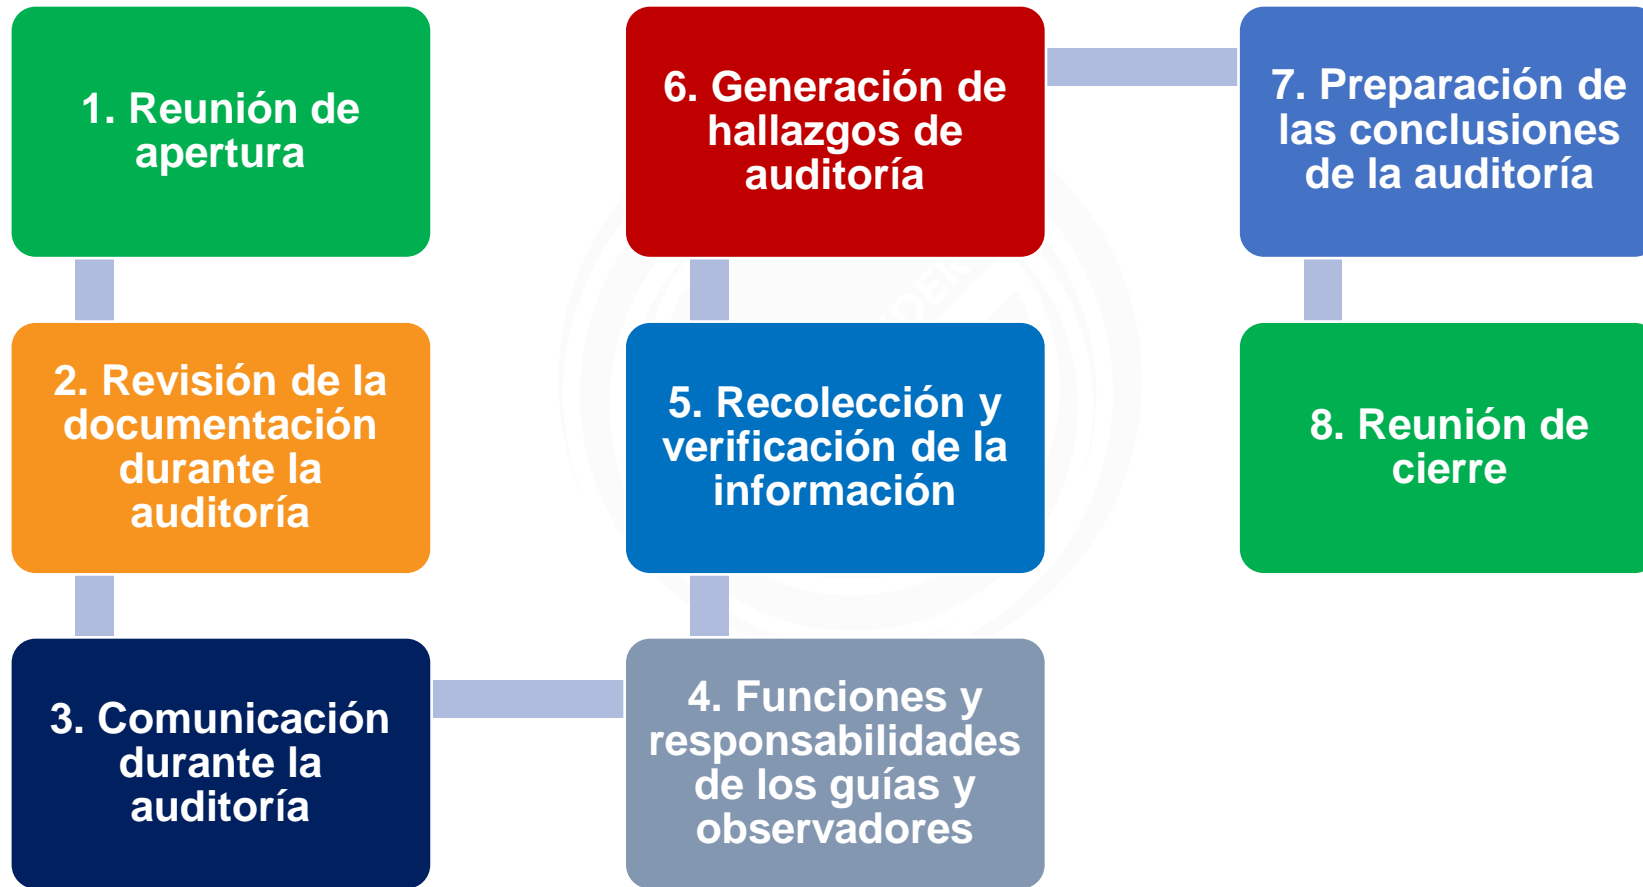 1. Reunión de
apertura
2. Revisión de la
documentación
durante la
auditoría
3. Comunicación
durante la
auditoría
4. Funciones y
responsabilidades
de los guías y
observadores
5. Recolección y
verificación de la
información
6. Generación de
hallazgos de
auditoría
7. Preparación de
las conclusiones
de la auditoría
8. Reunión de
cierre